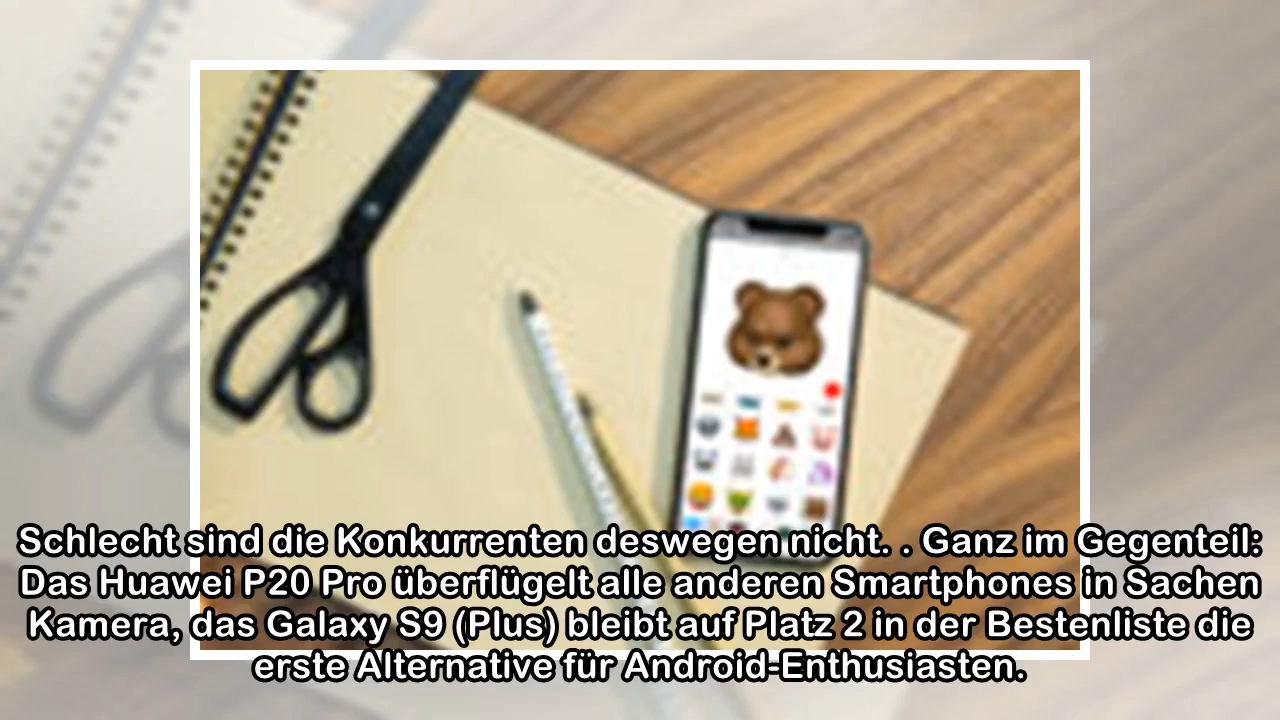 Schlecht sind die Konkurrenten deswegen nicht. . Ganz im Gegenteil:
Das Huawei P20 Pro überflügelt alle anderen Smartphones in Sachen
Kamera, das Galaxy S9 (Plus) bleibt auf Platz 2 in der Bestenliste die
erste Alternative für Android-Enthusiasten.